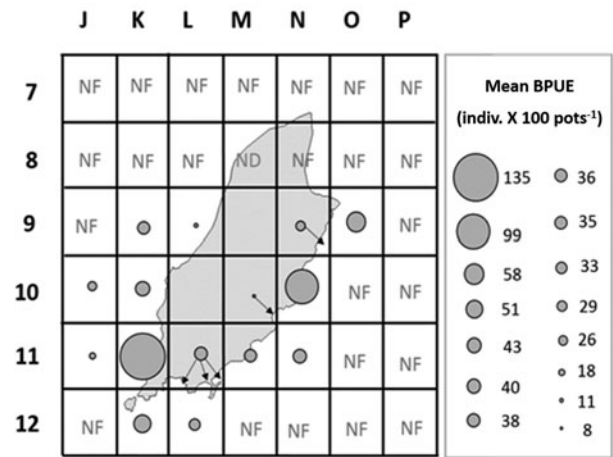 J K L M N O P
7 NF NF NF NF NF NF NF
8 NF NF NF ND NF NF NF
9 NF
10 NF NF
11 NF NF
12 NF NF NF NF NF
Mean BPUE
(indiv. X 100 pots⁻¹)
135 36
99 35
58 33
51 29
43 26
40 18
38 11
8